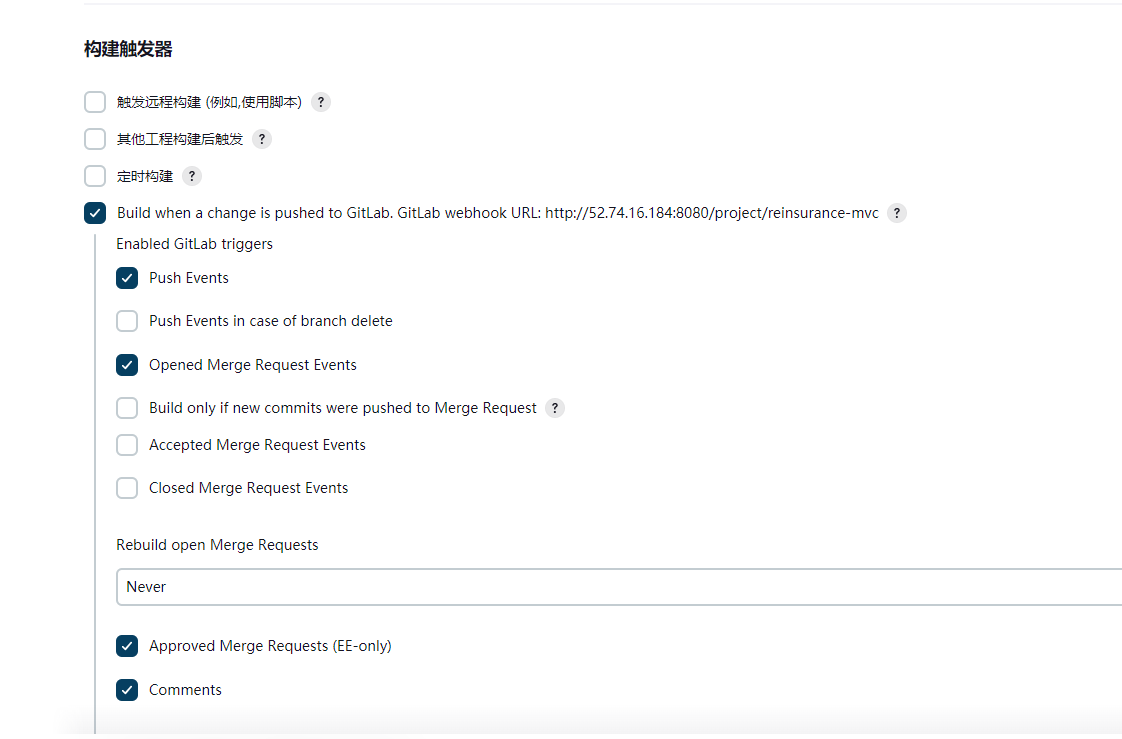 构建触发器
触发远程构建 (例如,使用脚本) ?
其他工程构建后触发 ?
定时构建 ?
Build when a change is pushed to GitLab. GitLab webhook URL: http://52.74.16.184:8080/project/reinsurance-mvc ?
Enabled GitLab triggers
Push Events
Push Events in case of branch delete
Opened Merge Request Events
Build only if new commits were pushed to Merge Request ?
Accepted Merge Request Events
Closed Merge Request Events
Rebuild open Merge Requests
Never
Approved Merge Requests (EE-only)
Comments